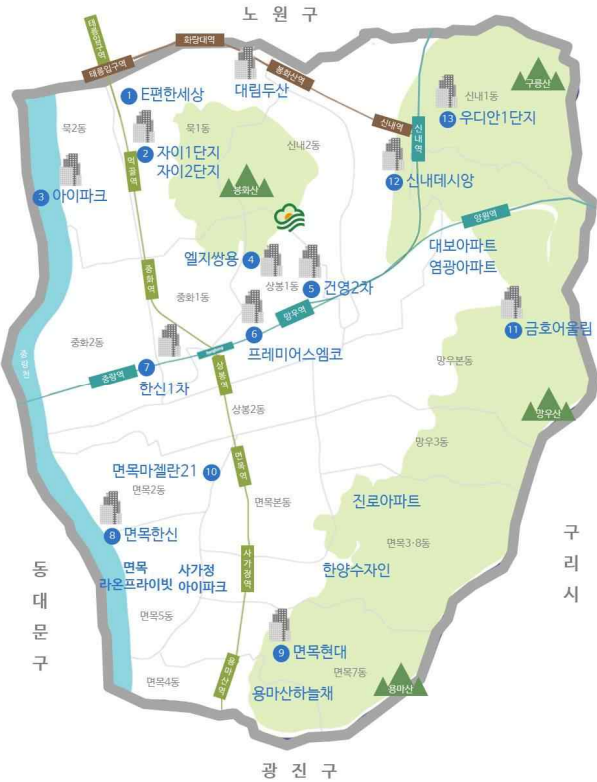 노 원 구
태릉입구역
화랑대역
태릉입구역
봉화산역
대림두산
구릉산
1 E편한세상
신내1동
13 우디안1단지
묵2동
묵1동
신내2동
신내역
신내역
2 자이1단지
자이2단지
먹골역
12 신내데시앙
3 아이파크
봉화산
양원역
대보아파트
염광아파트
엘지쌍용 4
중화역
상봉1동
5 건영2차
중화1동
11 금호어울림
망우역
6
프레미어스엠코
중화2동
중랑천
망우본동
7
중랑역
한신1차
상봉역
상봉2동
망우산
망우3동
면목역
면목마젤란21 10
면목2동
면목본동
진로아파트
8 면목한신
면목3·8동
구 리 시
동 대 문 구
면목
라온프라이빗
사가정
아이파크
사가정역
한양수자인
면목5동
9 면목현대
면목7동
면목4동
용마산역
용마산하늘채
용마산
광 진 구